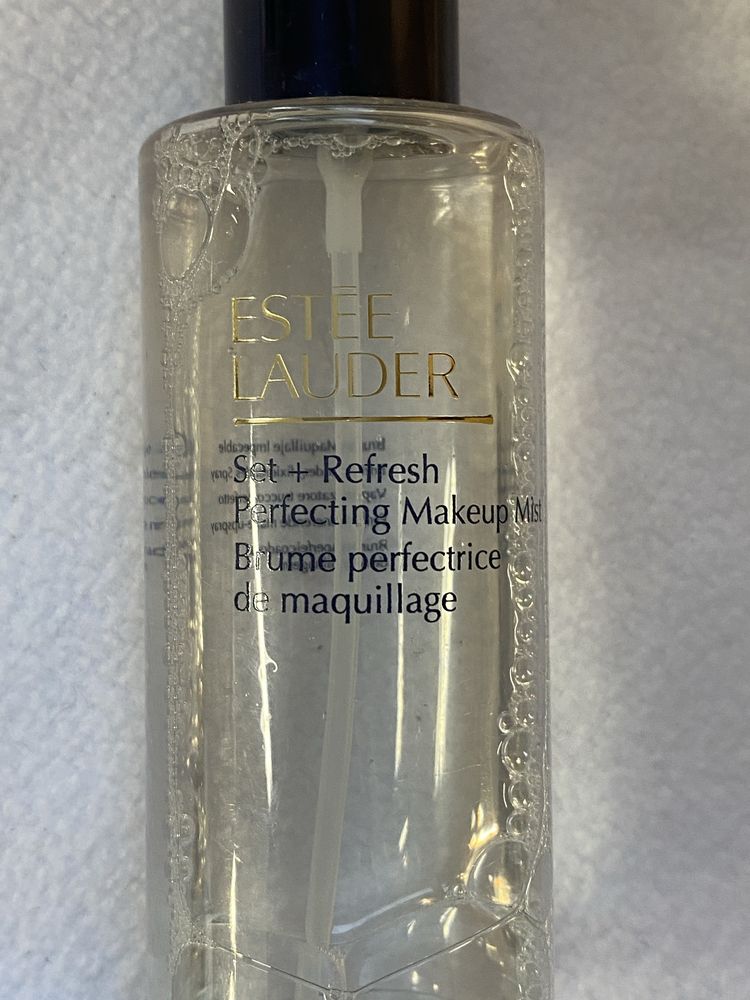 ESTĒE
LAUDER
Set + Refresh
Perfecting Makeup Mist
Brume perfectrice
de maquillage